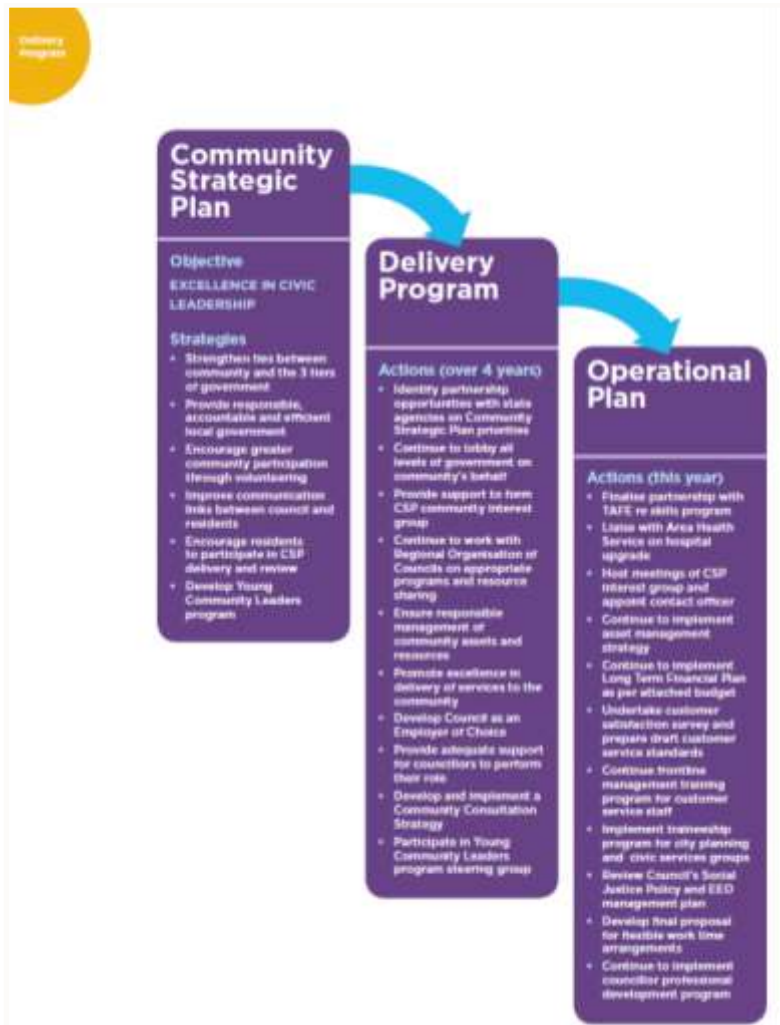 Delivery
Program
Community
Strategic
Plan
Objective
EXCELLENCE IN CIVIC
LEADERSHIP
Strategies
• Strengthen ties between
community and the 3 tiers
of government
• Provide responsible,
accountable and efficient
local government
• Encourage greater
community participation
through volunteering
• Improve communication
links between council and
residents
• Encourage residents
to participate in CSP
delivery and review
• Develop Young
Community Leaders
program
Delivery
Program
Actions (over 4 years)
• Identify partnership
opportunities with state
agencies on Community
Strategic Plan priorities
• Continue to lobby all
levels of government on
community's behalf
• Provide support to form
CSP community interest
group
• Continue to work with
Regional Organisation of
Councils on appropriate
programs and resource
sharing
• Ensure responsible
management of
community assets and
resources
• Promote excellence in
delivery of services to the
community
• Develop Council as an
Employer of Choice
• Provide adequate support
for councillors to perform
their role
• Develop and implement a
Community Consultation
Strategy
• Participate in Young
Community Leaders
program steering group
Operational
Plan
Actions (this year)
• Finalise partnership with
TAFE re skills program
• Liaise with Area Health
Service on hospital
upgrade
• Host meetings of CSP
interest group and
appoint contact officer
• Continue to implement
asset management
strategy
• Continue to implement
Long Term Financial Plan
as per attached budget
• Undertake customer
satisfaction survey and
prepare draft customer
service standards
• Continue frontline
management training
program for customer
service staff
• Implement traineeship
program for city planning
and civic services groups
• Review Council's Social
Justice Policy and EEO
management plan
• Develop final proposal
for flexible work time
arrangements
• Continue to implement
councillor professional
development program